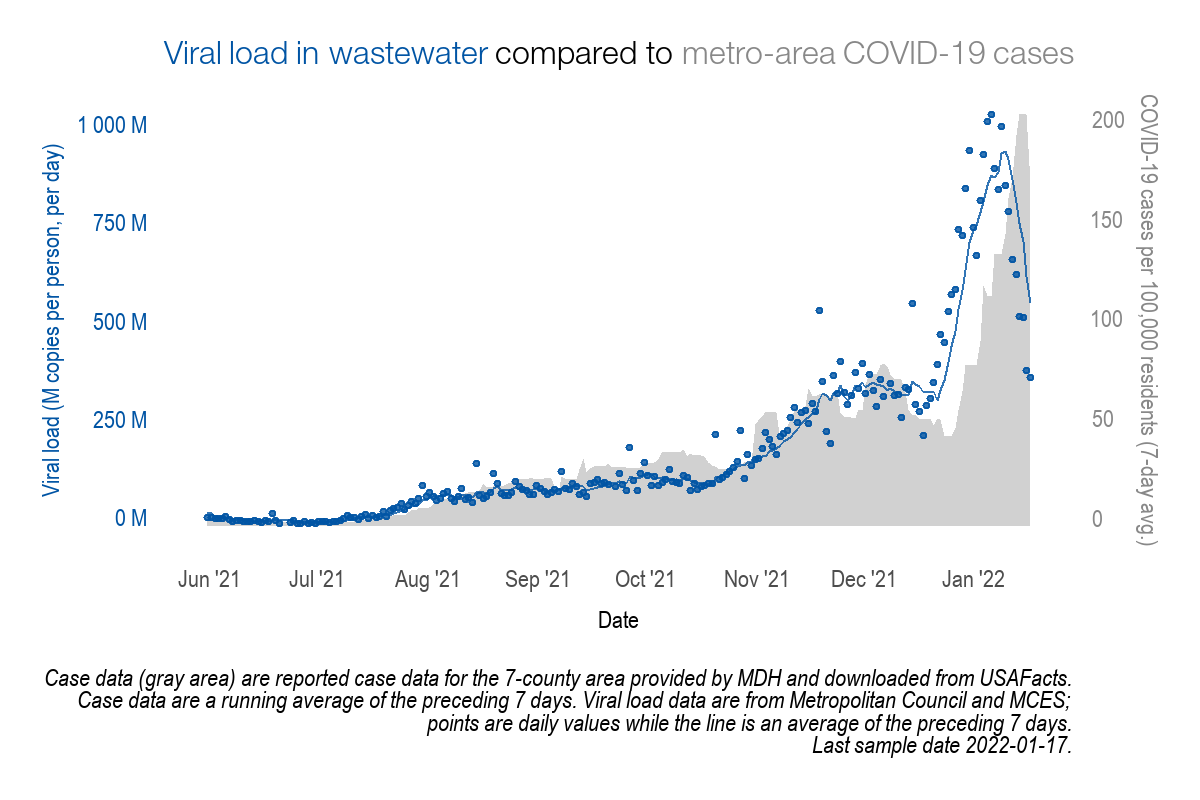 Viral load in wastewater compared to metro-area COVID-19 cases
Viral load (M copies per person, per day)
1 000 M
750 M
500 M
250 M
0 M
200
150
100
50
0
COVID-19 cases per 100,000 residents (7-day avg.)
Jun '21 Jul '21 Aug '21 Sep '21 Oct '21 Nov '21 Dec '21 Jan '22
Date
Case data (gray area) are reported case data for the 7-county area provided by MDH and downloaded from USAFacts.
Case data are a running average of the preceding 7 days. Viral load data are from Metropolitan Council and MCES;
points are daily values while the line is an average of the preceding 7 days.
Last sample date 2022-01-17.